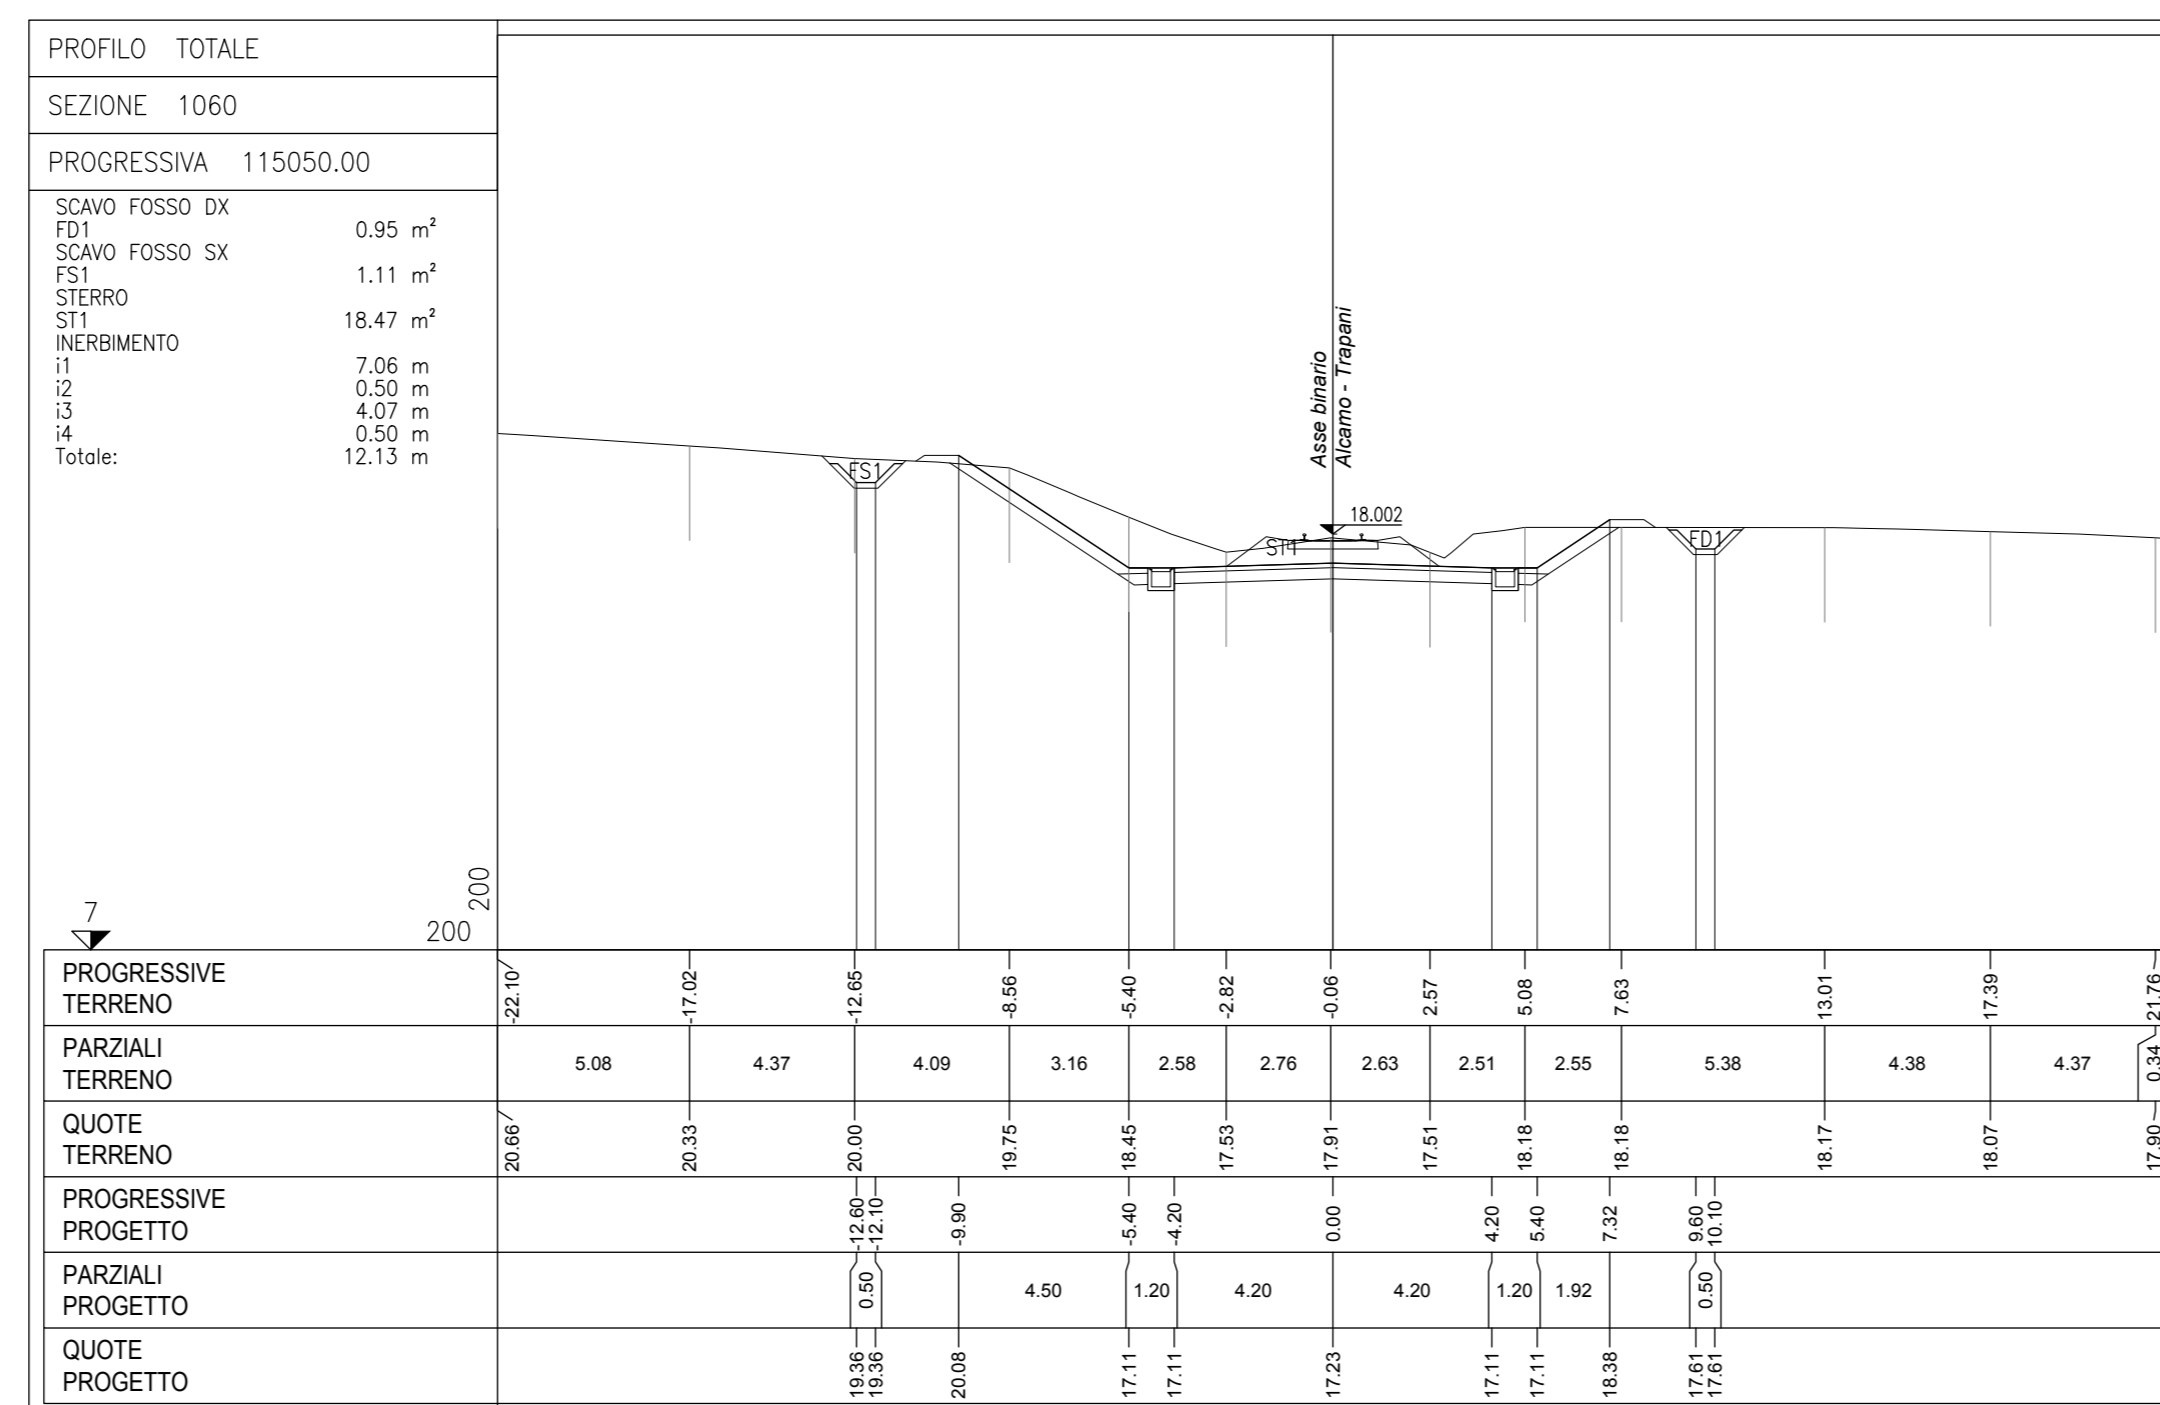 PROFILO TOTALE
SEZIONE 1060
PROGRESSIVA 115050.00
SCAVO FOSSO DX
FD1 0.95 m²
SCAVO FOSSO SX
FS1 1.11 m²
STERRO
ST1 18.47 m²
INERBIMENTO
i1 7.06 m
i2 0.50 m
i3 4.07 m
i4 0.50 m
Totale: 12.13 m
Asse binario
Alcamo - Trapani
18.002
FS1
ST1
FD1
7
200
200
PROGRESSIVE
TERRENO
-22.10 -17.02 -12.65 -8.56 -5.40 -2.82 -0.06 2.57 5.08 7.63 13.01 17.39 21.76
PARZIALI
TERRENO
5.08 4.37 4.09 3.16 2.58 2.76 2.63 2.51 2.55 5.38 4.38 4.37 0.34
QUOTE
TERRENO
20.66 20.33 20.00 19.75 18.45 17.53 17.91 17.51 18.18 18.18 18.17 18.07 17.90
PROGRESSIVE
PROGETTO
-12.60 -12.10 -9.90 -5.40 -4.20 0.00 4.20 5.40 7.32 9.60 10.10
PARZIALI
PROGETTO
0.50 4.50 1.20 4.20 4.20 1.20 1.92 0.50
QUOTE
PROGETTO
19.36 19.36 20.08 17.11 17.11 17.23 17.11 17.11 18.38 17.61 17.61